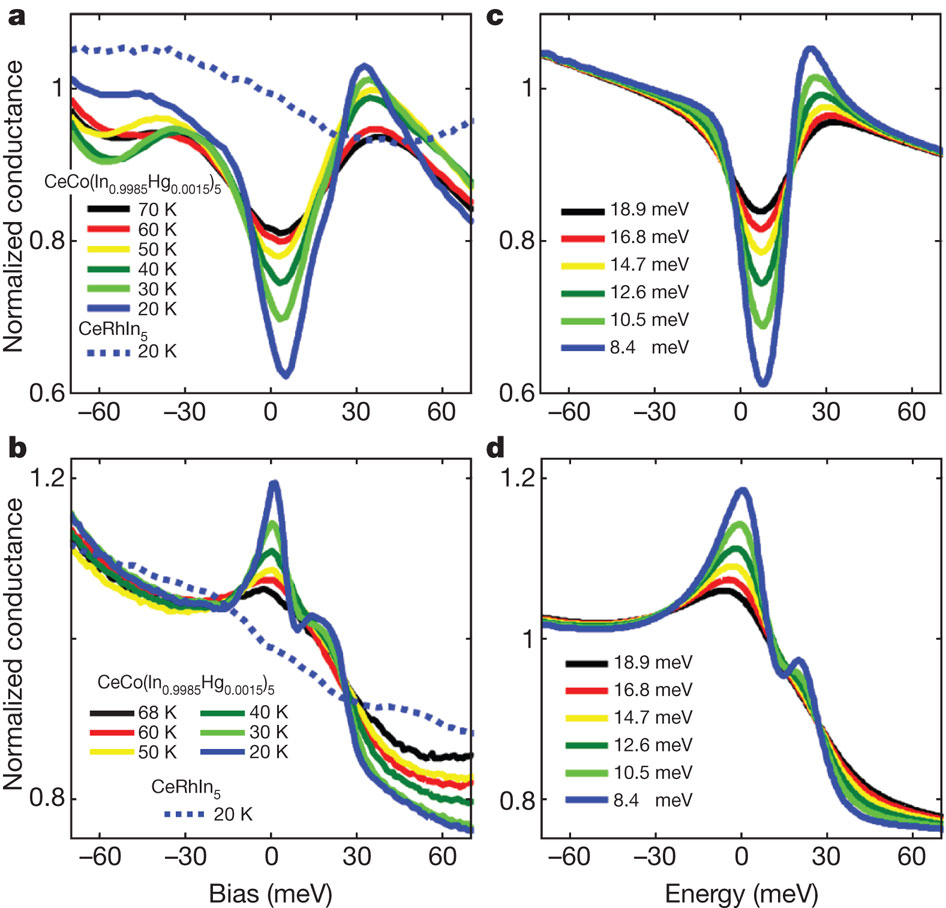 a
Normalized conductance
1
0.8
0.6
CeCo(In0.9985Hg0.0015)5
70 K
60 K
50 K
40 K
30 K
20 K
CeRhIn5
20 K
−60 −30 0 30 60
c
Normalized conductance
1
0.8
0.6
18.9 meV
16.8 meV
14.7 meV
12.6 meV
10.5 meV
8.4 meV
−60 −30 0 30 60
b
Normalized conductance
1.2
0.8
CeCo(In0.9985Hg0.0015)5
68 K 40 K
60 K 30 K
50 K 20 K
CeRhIn5
20 K
−60 −30 0 30 60
Bias (meV)
d
1.2
1
0.8
18.9 meV
16.8 meV
14.7 meV
12.6 meV
10.5 meV
8.4 meV
−60 −30 0 30 60
Energy (meV)